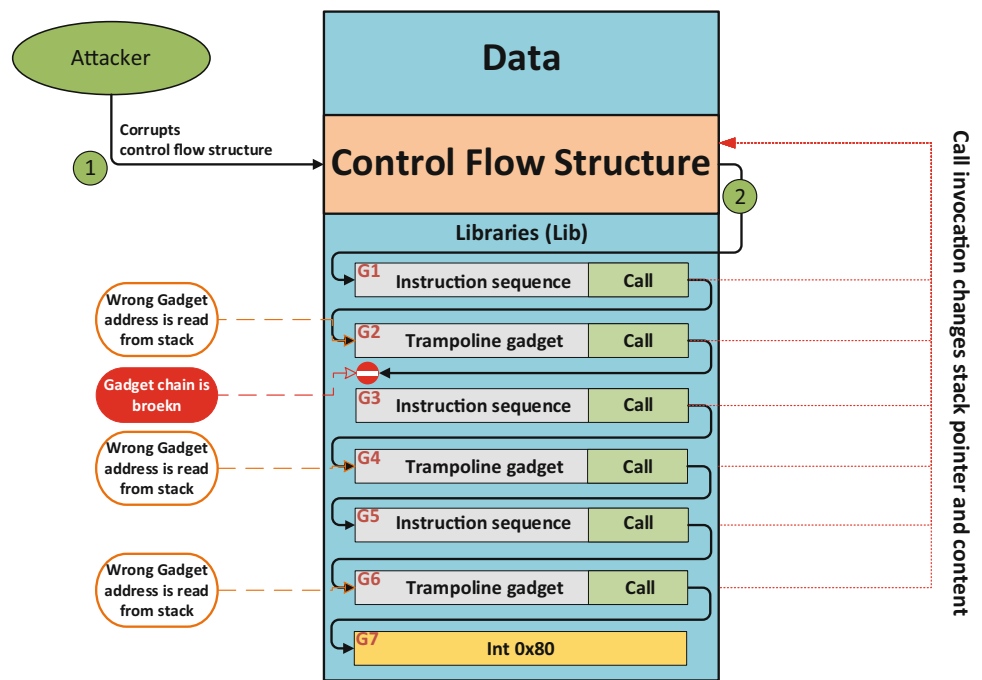 Attacker
Data
Corrupts
control flow structure
1
Control Flow Structure
2
Libraries (Lib)
G1 Instruction sequence Call
Wrong Gadget
address is read
from stack
G2 Trampoline gadget Call
Gadget chain is
broekn
G3 Instruction sequence Call
Wrong Gadget
address is read
from stack
G4 Trampoline gadget Call
G5 Instruction sequence Call
Wrong Gadget
address is read
from stack
G6 Trampoline gadget Call
G7 Int 0x80
Call invocation changes stack pointer and content